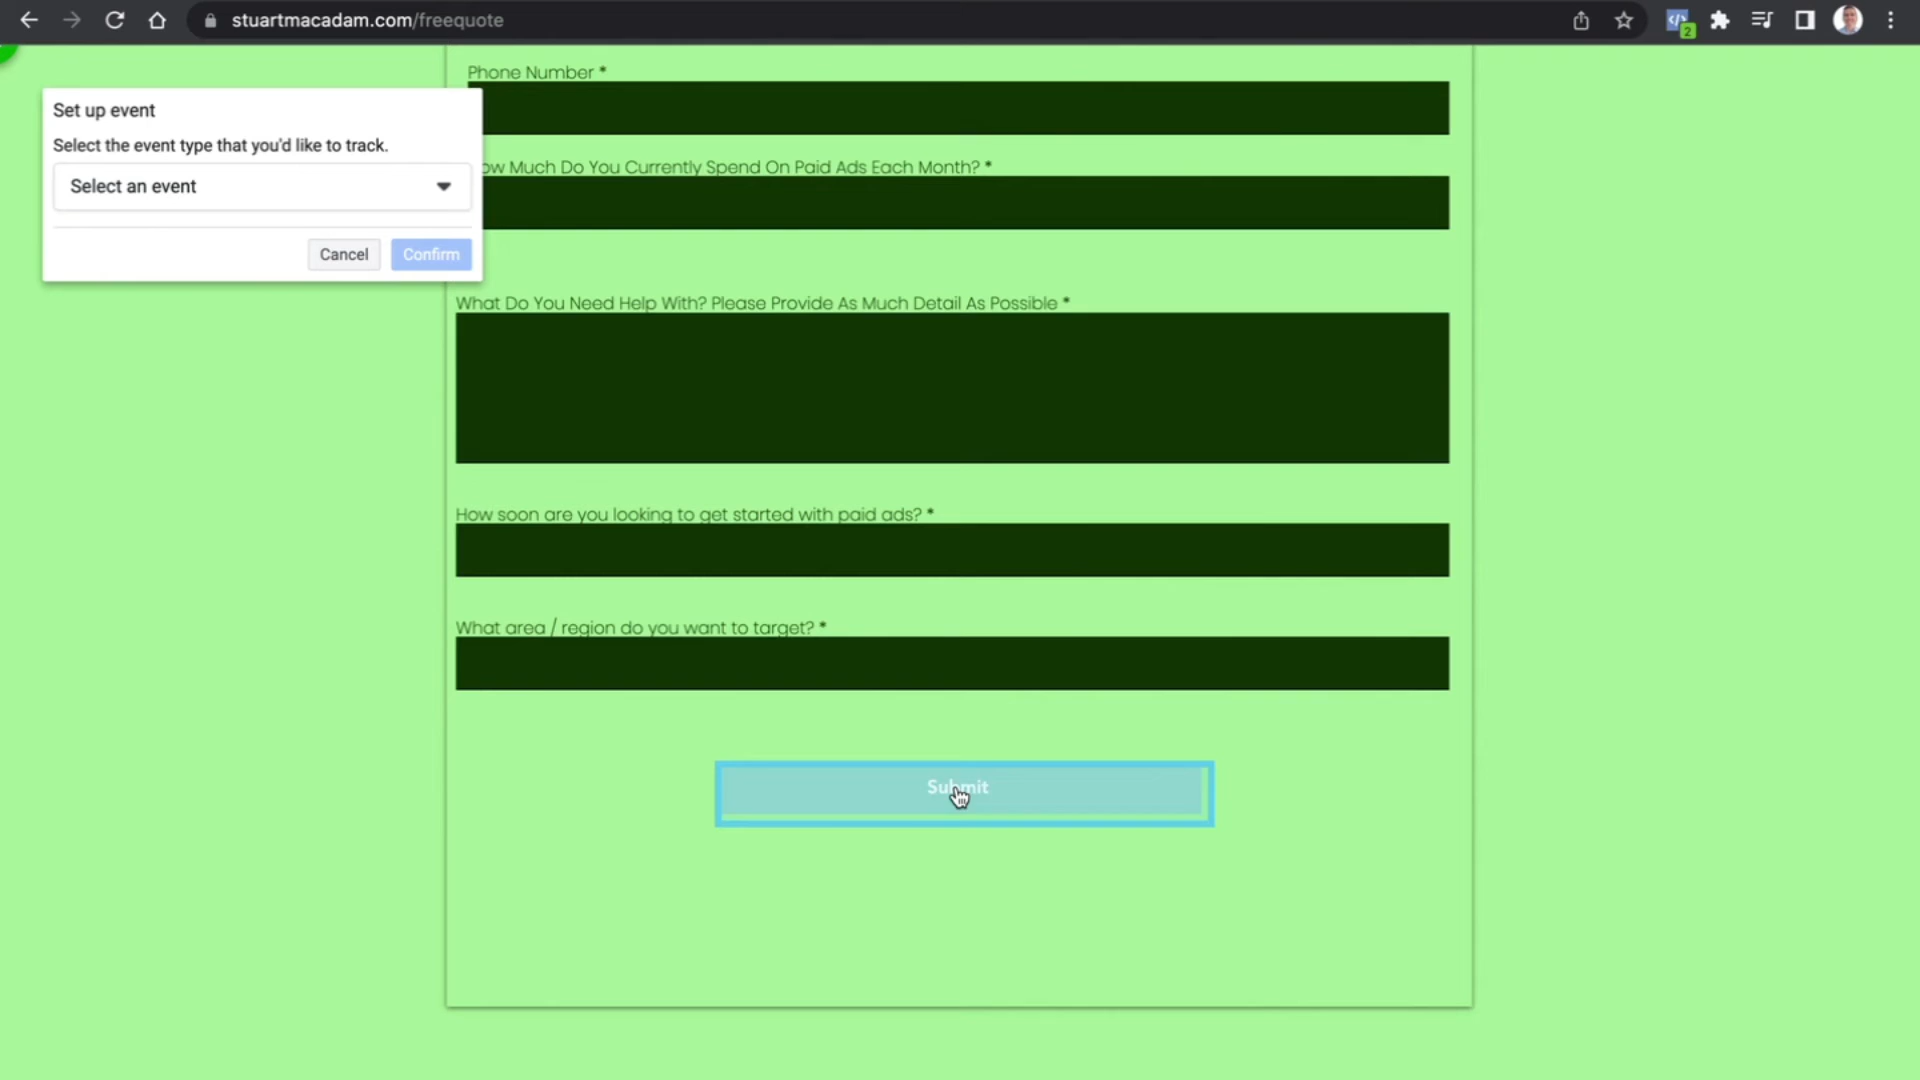 stuartmacadam.com/freequote
2
Phone Number *
Set up event
Select the event type that you'd like to track.
Select an event
Cancel
Confirm
ow Much Do You Currently Spend On Paid Ads Each Month? *
What Do You Need Help With? Please Provide As Much Detail As Possible *
How soon are you looking to get started with paid ads? *
What area / region do you want to target? *
Submit